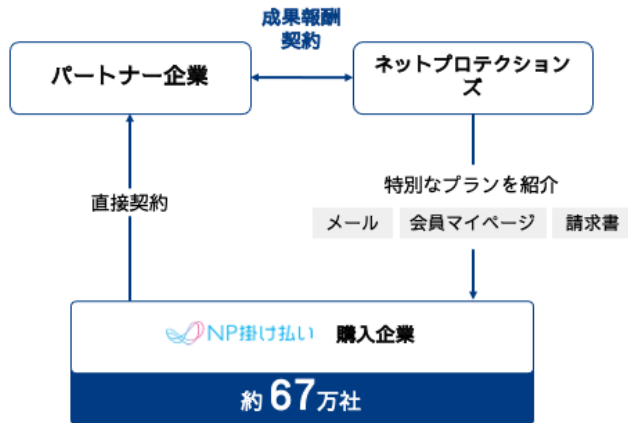 成果報酬
契約
パートナー企業
ネットプロテクション
ズ
直接契約
特別なプランを紹介
メール 会員マイページ 請求書
NP掛け払い 購入企業
約67万社